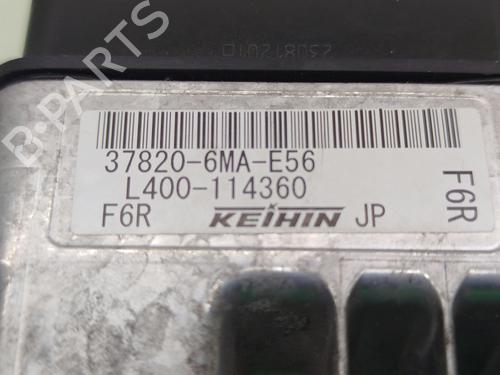 37820-6MA-E56
L400-114360
F6R KEIHIN JP
F6R
B-PARTS